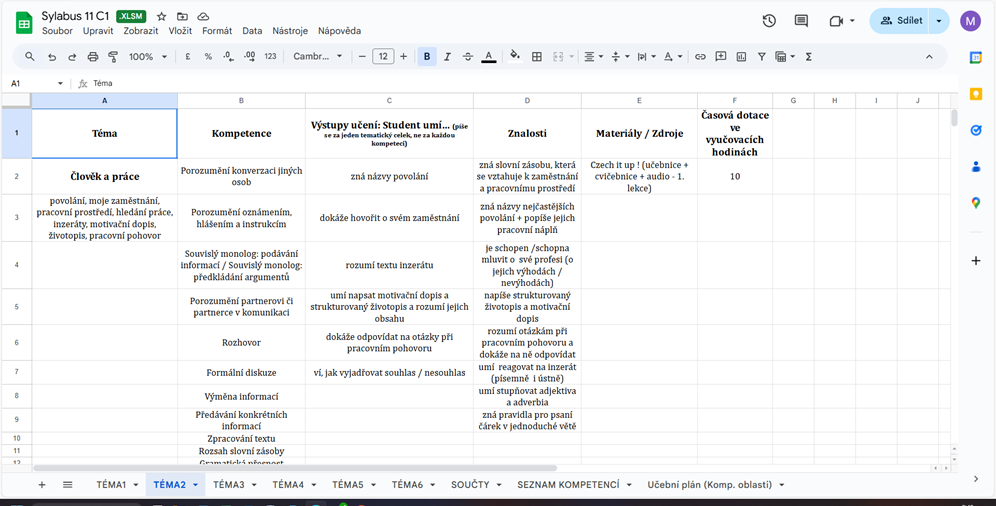 Sylabus 11 C1 .XLSM
Soubor Upravit Zobrazit Vložit Formát Data Nástroje Nápověda
Sdílet
M
100% £ % .0 .00 123 Cambr... − 12 + B I A Σ
A1 fx Téma
A B C D E F G H I J
1
Téma
Kompetence
Výstupy učení: Student umí... (píše
se za jeden tematický celek, ne za každou
kompetenci)
Znalosti
Materiály / Zdroje
Časová dotace
ve
vyučovacích
hodinách
2
Člověk a práce
Porozumění konverzaci jiných
osob
zná názvy povolání
zná slovní zásobu, která
se vztahuje k zaměstnání
a pracovnímu prostředí
Czech it up ! (učebnice +
cvičebnice + audio - 1.
lekce)
10
3
povolání, moje zaměstnání,
pracovní prostředí, hledání práce,
inzeráty, motivační dopis,
životopis, pracovní pohovor
Porozumění oznámením,
hlášením a instrukcím
dokáže hovořit o svém zaměstnání
zná názvy nejčastějších
povolání + popíše jejich
pracovní náplň
4
Souvislý monolog: podávání
informací / Souvislý monolog:
předkládání argumentů
rozumí textu inzerátu
je schopen /schopna
mluvit o své profesi (o
jejich výhodách /
nevýhodách)
5
Porozumění partnerovi či
partnerce v komunikaci
umí napsat motivační dopis a
strukturovaný životopis a rozumí jejich
obsahu
napíše strukturovaný
životopis a motivační
dopis
6
Rozhovor
dokáže odpovídat na otázky při
pracovním pohovoru
rozumí otázkám při
pracovním pohovoru a
dokáže na ně odpovídat
7
Formální diskuze
ví, jak vyjadřovat souhlas / nesouhlas
umí reagovat na inzerát
(písemně i ústně)
8
Výměna informací
umí stupňovat adjektiva
a adverbia
9
Předávání konkrétních
informací
zná pravidla pro psaní
čárek v jednoduché větě
10
Zpracování textu
11
Rozsah slovní zásoby
12
Gramatická přesnost
TÉMA1 TÉMA2 TÉMA3 TÉMA4 TÉMA5 TÉMA6 SOUČTY SEZNAM KOMPETENCÍ Učební plán (Komp. oblasti)